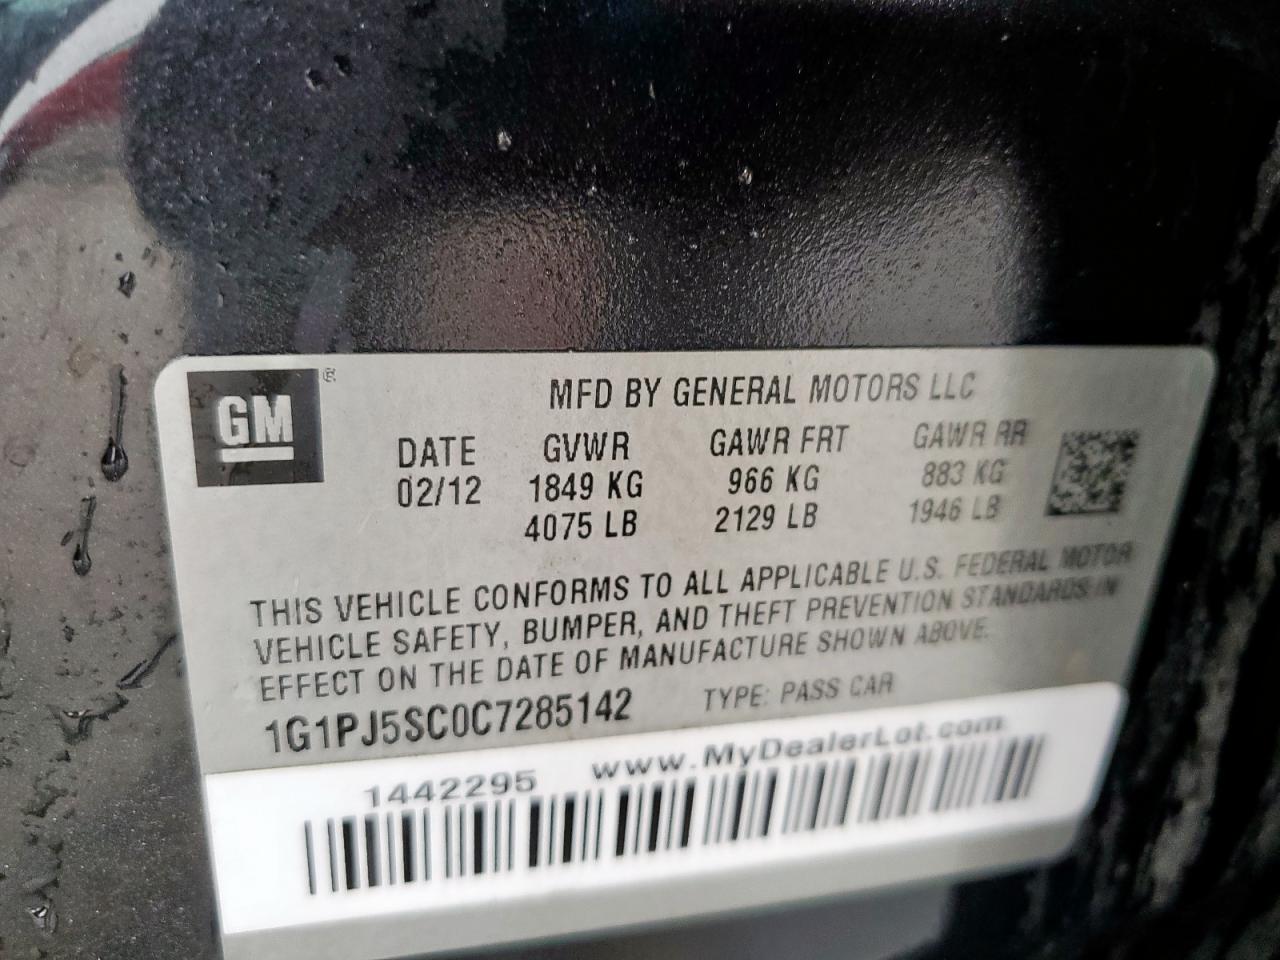 GM ®
MFD BY GENERAL MOTORS LLC
DATE GVWR GAWR FRT GAWR RR
02/12 1849 KG 966 KG 883 KG
4075 LB 2129 LB 1946 LB
THIS VEHICLE CONFORMS TO ALL APPLICABLE U.S. FEDERAL MOTOR
VEHICLE SAFETY, BUMPER, AND THEFT PREVENTION STANDARDS IN
EFFECT ON THE DATE OF MANUFACTURE SHOWN ABOVE.
1G1PJ5SC0C7285142 TYPE: PASS CAR
1442295 www.MyDealerLot.com